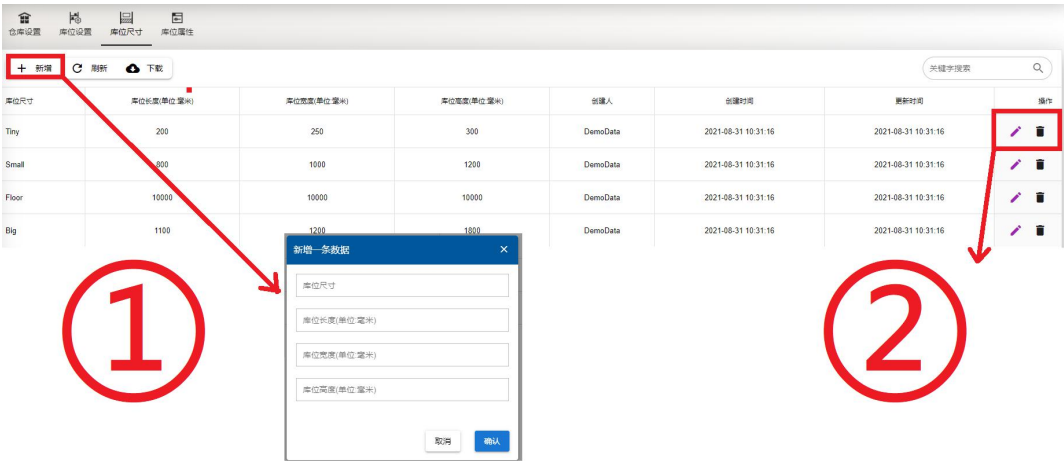 仓库设置 库位设置 库位尺寸 库位属性
新增 刷新 下载 关键字搜索
库位尺寸 库位长度(单位:毫米) 库位宽度(单位:毫米) 库位高度(单位:毫米) 创建人 创建时间 更新时间 操作
Tiny 200 250 300 DemoData 2021-08-31 10:31:16 2021-08-31 10:31:16
Small 800 1000 1200 DemoData 2021-08-31 10:31:16 2021-08-31 10:31:16
Floor 10000 10000 10000 DemoData 2021-08-31 10:31:16 2021-08-31 10:31:16
Big 1100 1200 1800 DemoData 2021-08-31 10:31:16 2021-08-31 10:31:16
新增一条数据
库位尺寸
库位长度(单位:毫米)
库位宽度(单位:毫米)
库位高度(单位:毫米)
取消 确认
① ②